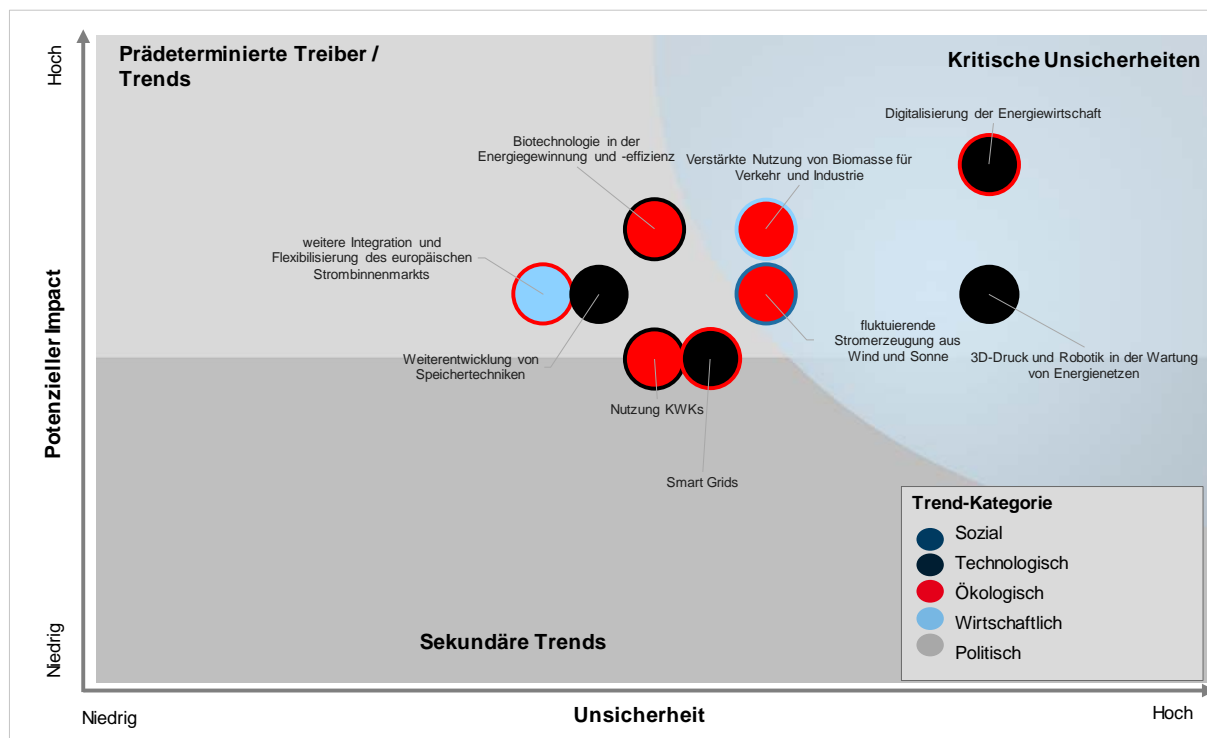 Hoch
Prädeterminierte Treiber /
Trends
Kritische Unsicherheiten
Digitalisierung der Energiewirtschaft
Biotechnologie in der
Energiegewinnung und -effizienz
Verstärkte Nutzung von Biomasse für
Verkehr und Industrie
weitere Integration und
Flexibilisierung des europäischen
Strombinnenmarkts
Potenzieller Impact
Weiterentwicklung von
Speichertechniken
fluktuierende
Stromerzeugung aus
Wind und Sonne
3D-Druck und Robotik in der Wartung
von Energienetzen
Nutzung KWKs
Smart Grids
Trend-Kategorie
Sozial
Technologisch
Ökologisch
Wirtschaftlich
Politisch
Sekundäre Trends
Niedrig
Niedrig
Unsicherheit
Hoch